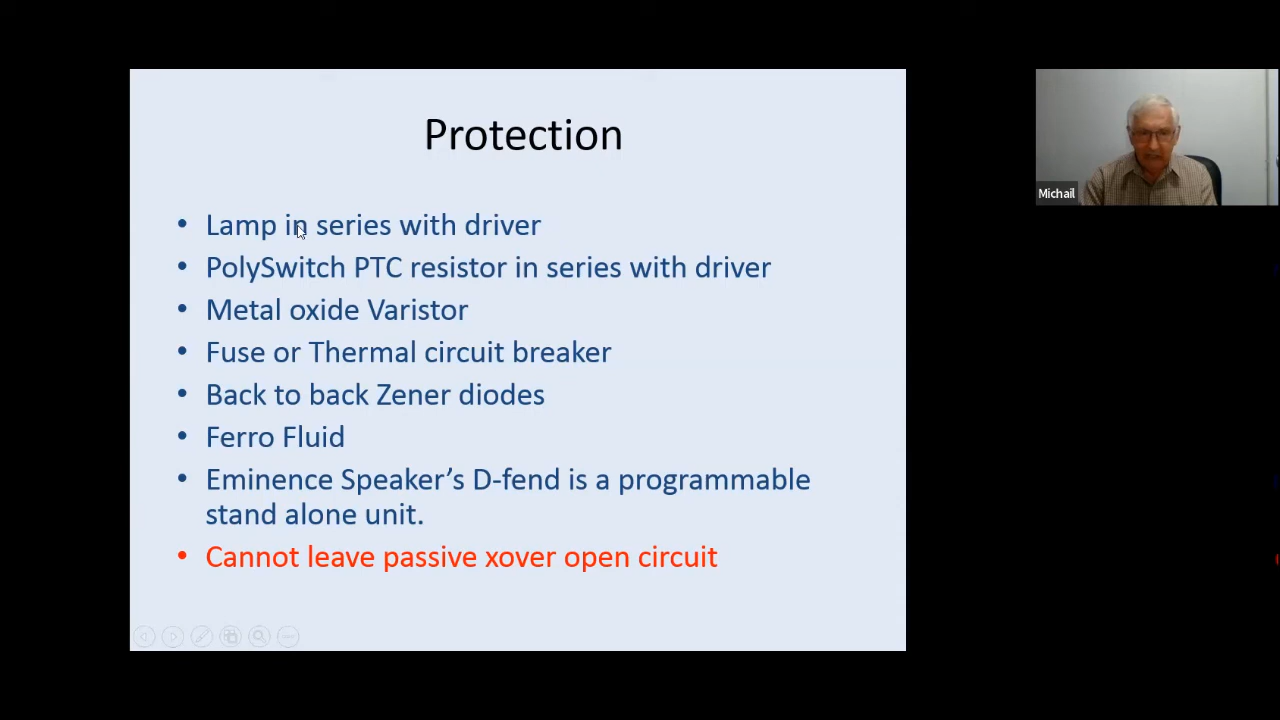 Protection
• Lamp in series with driver
• PolySwitch PTC resistor in series with driver
• Metal oxide Varistor
• Fuse or Thermal circuit breaker
• Back to back Zener diodes
• Ferro Fluid
• Eminence Speaker’s D-fend is a programmable
stand alone unit.
• Cannot leave passive xover open circuit
Michail